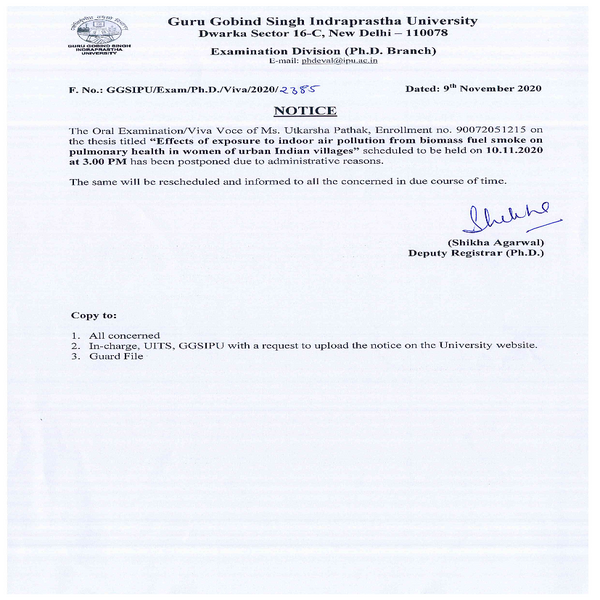 Guru Gobind Singh Indraprastha University
Dwarka Sector 16-C, New Delhi – 110078
Examination Division (Ph.D. Branch)
E-mail: phdeval@ipu.ac.in
GURU GOBIND SINGH
INDRAPRASTHA
UNIVERSITY
F. No.: GGSIPU/Exam/Ph.D./Viva/2020/2385
Dated: 9th November 2020
NOTICE
The Oral Examination/Viva Voce of Ms. Utkarsha Pathak, Enrollment no. 90072051215 on
the thesis titled “Effects of exposure to indoor air pollution from biomass fuel smoke on
pulmonary health in women of urban Indian villages” scheduled to be held on 10.11.2020
at 3.00 PM has been postponed due to administrative reasons.
The same will be rescheduled and informed to all the concerned in due course of time.
Shikha
(Shikha Agarwal)
Deputy Registrar (Ph.D.)
Copy to:
1. All concerned
2. In-charge, UITS, GGSIPU with a request to upload the notice on the University website.
3. Guard File